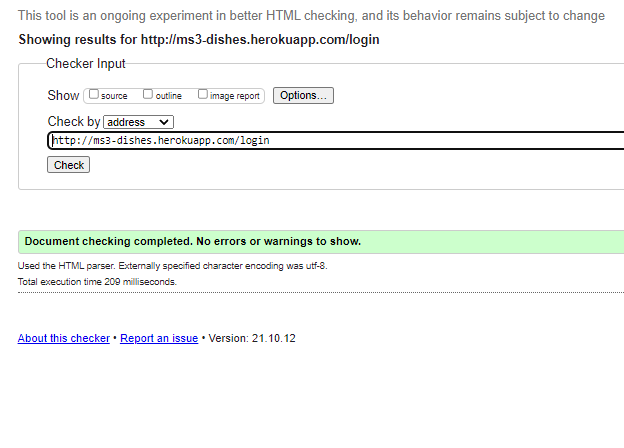 This tool is an ongoing experiment in better HTML checking, and its behavior remains subject to change
Showing results for http://ms3-dishes.herokuapp.com/login
Checker Input
Show source outline image report Options...
Check by address
http://ms3-dishes.herokuapp.com/login
Check
Document checking completed. No errors or warnings to show.
Used the HTML parser. Externally specified character encoding was utf-8.
Total execution time 209 milliseconds.
About this checker • Report an issue • Version: 21.10.12